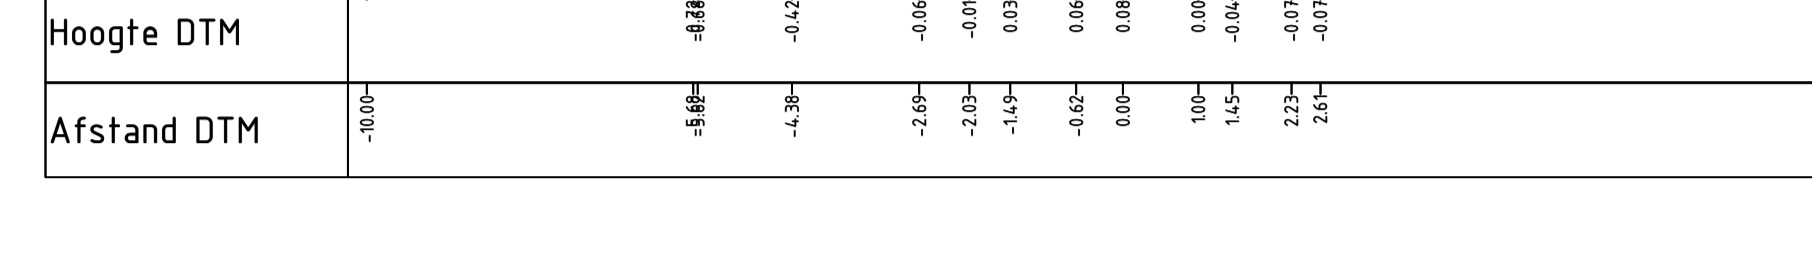 Hoogte DTM -0.42 -0.06 -0.01 0.03 0.06 0.08 0.00 -0.04 -0.07 -0.07
Afstand DTM -10.00 -4.38 -2.69 -2.03 -1.49 -0.62 0.00 1.00 1.45 2.23 2.61